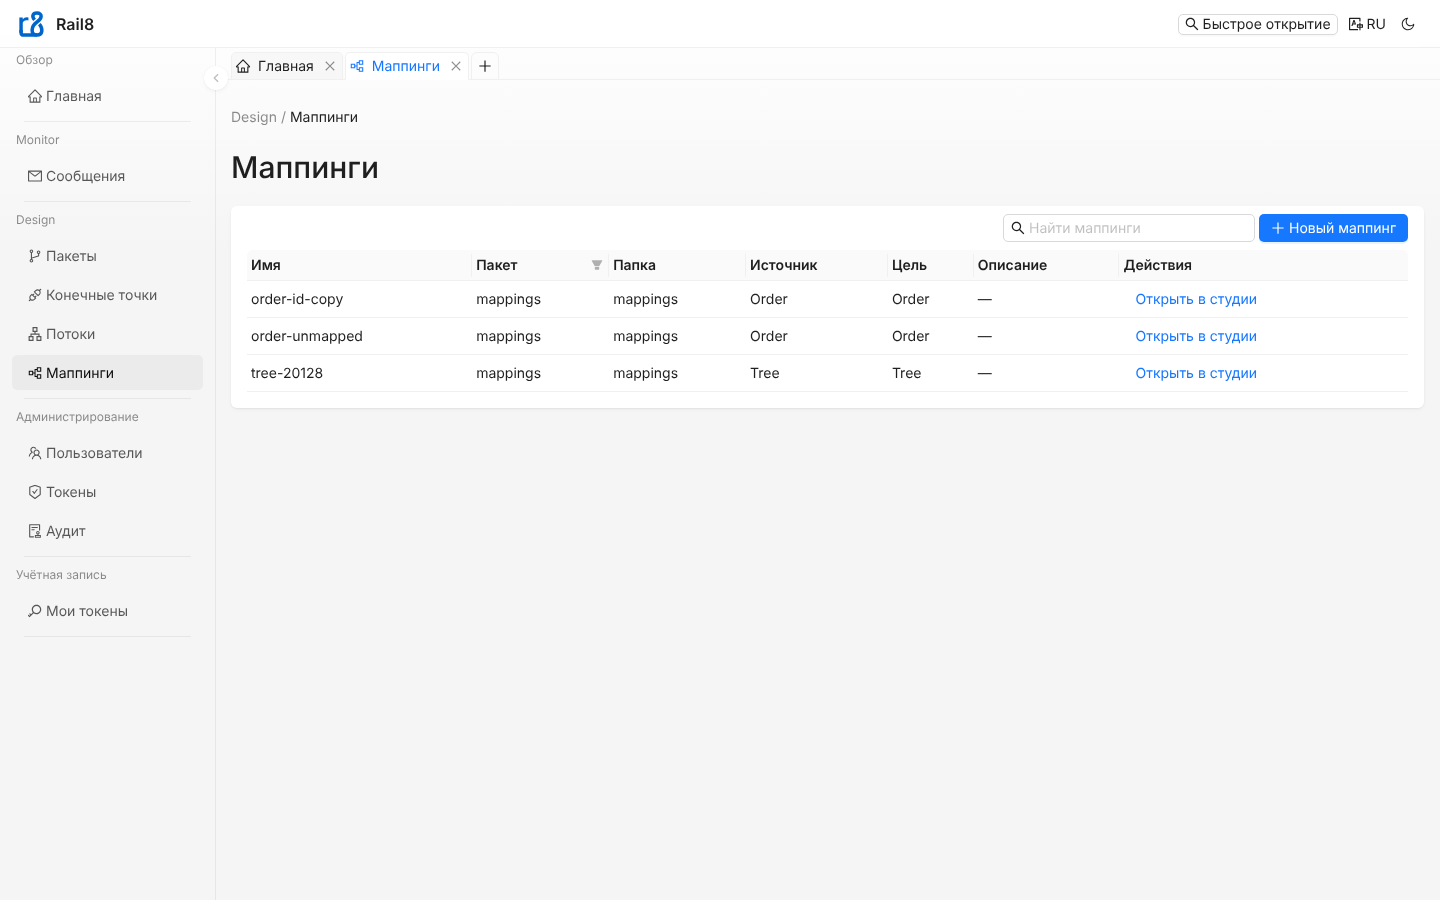 r8 Rail8
Быстрое открытие
RU
Обзор
Главная
Monitor
Сообщения
Design
Пакеты
Конечные точки
Потоки
Маппинги
Администрирование
Пользователи
Токены
Аудит
Учётная запись
Мои токены
Главная
Маппинги
Design / Маппинги
Маппинги
Найти маппинги
Новый маппинг
Имя Пакет Папка Источник Цель Описание Действия
order-id-copy mappings mappings Order Order — Открыть в студии
order-unmapped mappings mappings Order Order — Открыть в студии
tree-20128 mappings mappings Tree Tree — Открыть в студии